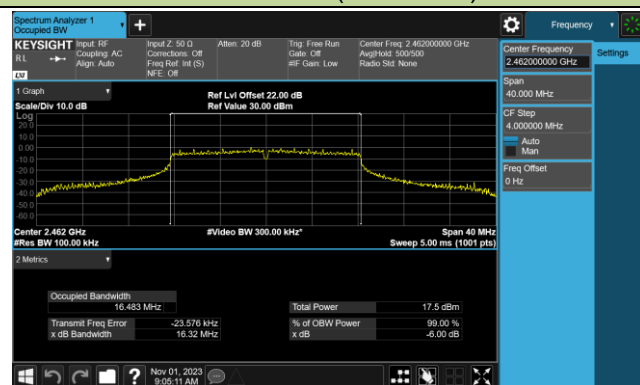 Spectrum Analyzer 1
Occupied BW
Frequency
KEYSIGHT
RL
LXI
Input: RF
Coupling: AC
Align: Auto
Input Z: 50 Ω
Corrections: Off
Freq Ref: Int (S)
NFE: Off
Atten: 20 dB
Trig: Free Run
Gate: Off
#IF Gain: Low
Center Freq: 2.462000000 GHz
Avg|Hold: 500/500
Radio Std: None
Center Frequency
2.462000000 GHz
Settings
Span
40.000 MHz
CF Step
4.000000 MHz
Auto
Man
Freq Offset
0 Hz
1 Graph
Scale/Div 10.0 dB
Ref Lvl Offset 22.00 dB
Ref Value 30.00 dBm
Log
20.0
10.0
0.00
-10.0
-20.0
-30.0
-40.0
-50.0
-60.0
Center 2.462 GHz
#Res BW 100.00 kHz
#Video BW 300.00 kHz*
Span 40 MHz
Sweep 5.00 ms (1001 pts)
2 Metrics
Occupied Bandwidth
16.483 MHz
Total Power 17.5 dBm
Transmit Freq Error -23.576 kHz
% of OBW Power 99.00 %
x dB Bandwidth 16.32 MHz
x dB -6.00 dB
?
Nov 01, 2023
9:05:11 AM